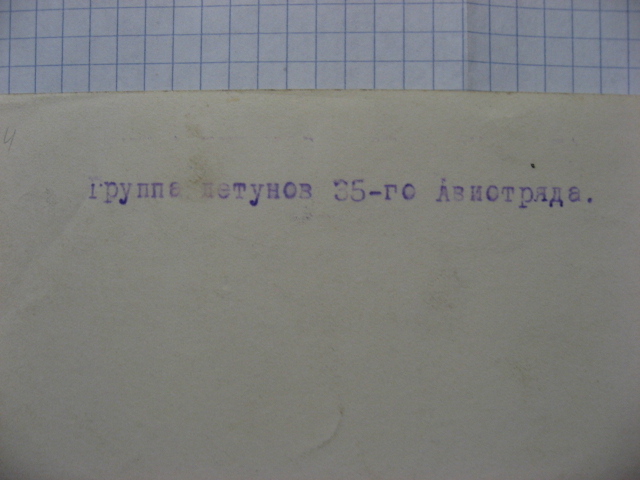 Группа летунов 35-го Авиотряда.